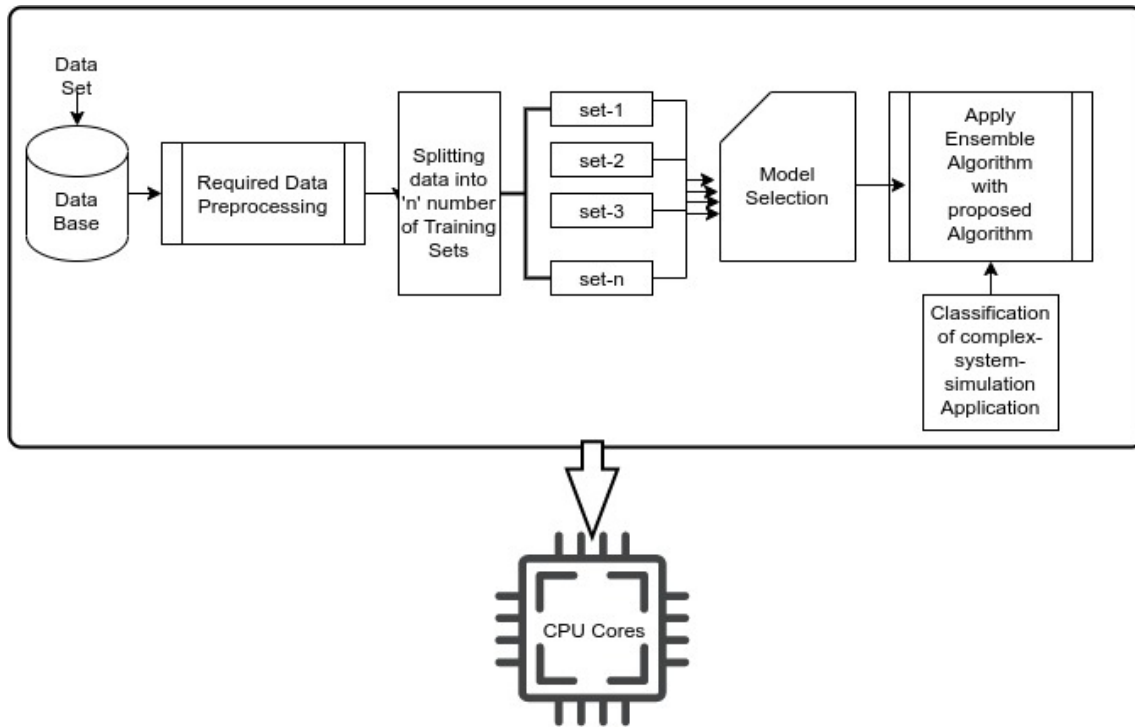 Data
Set
Data
Base
Required Data
Preprocessing
Splitting
data into
'n' number
of Training
Sets
set-1
set-2
set-3
set-n
Model
Selection
Apply
Ensemble
Algorithm
with
proposed
Algorithm
Classification
of complex-
system-
simulation
Application
CPU Cores